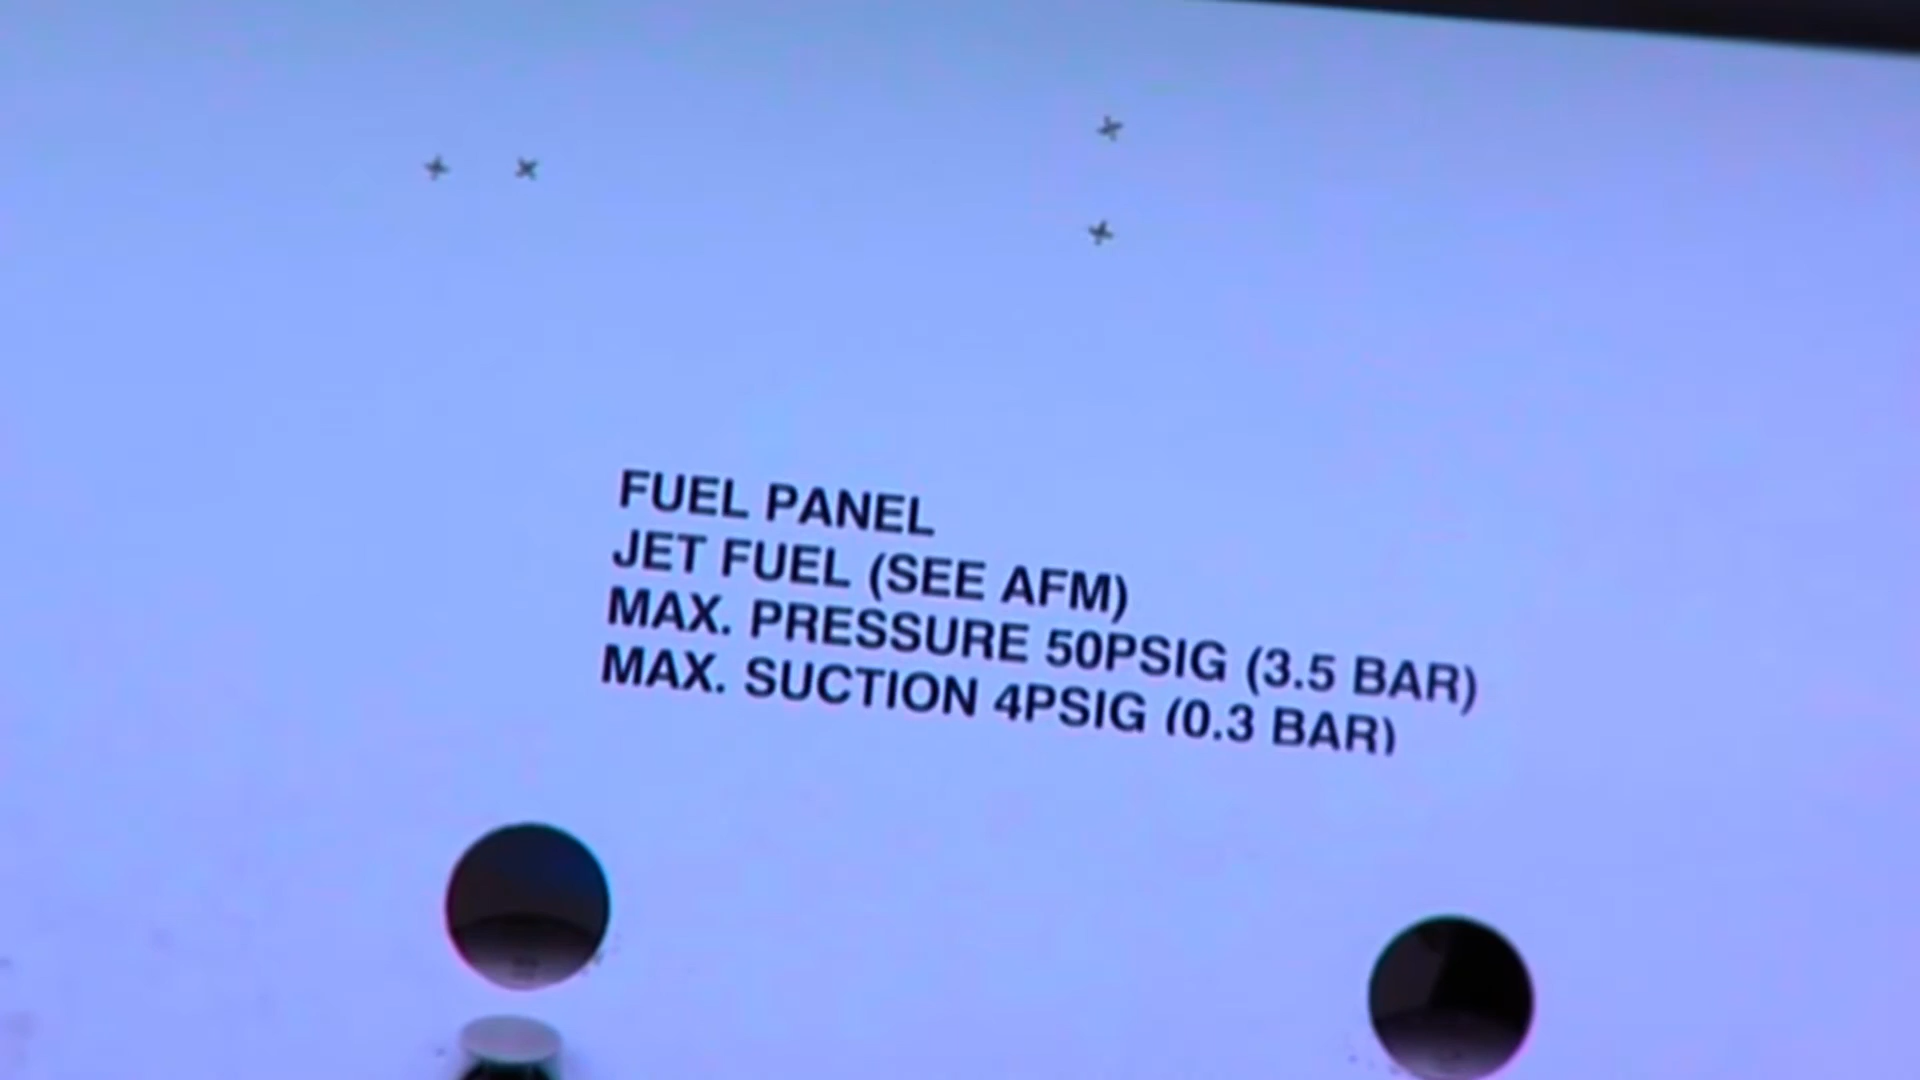 FUEL PANEL
JET FUEL (SEE AFM)
MAX. PRESSURE 50PSIG (3.5 BAR)
MAX. SUCTION 4PSIG (0.3 BAR)